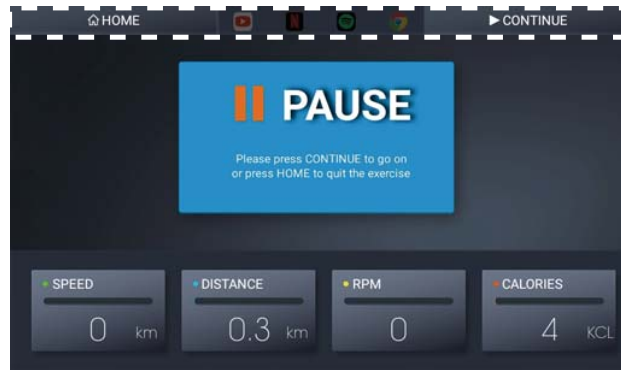 HOME
CONTINUE
PAUSE
Please press CONTINUE to go on
or press HOME to quit the exercise
SPEED
DISTANCE
RPM
CALORIES
0 km
0.3 km
0
4 KCL